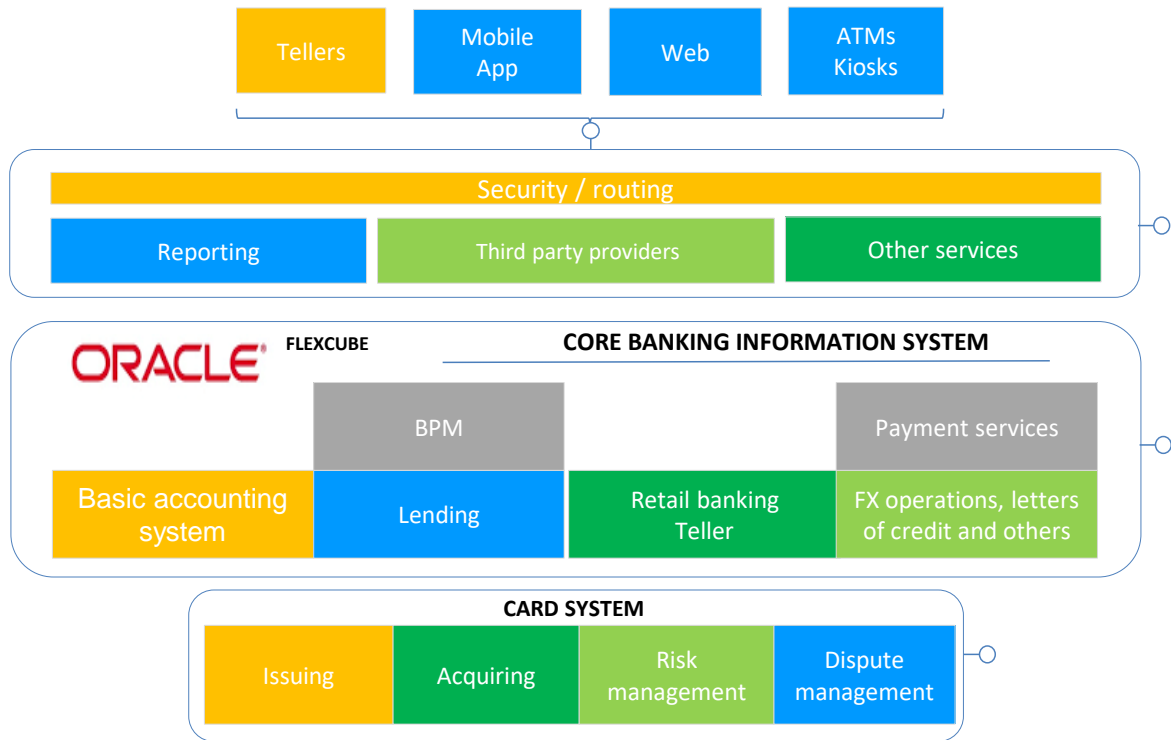 Tellers
Mobile
App
Web
ATMs
Kiosks
Security / routing
Reporting
Third party providers
Other services
ORACLE®
FLEXCUBE
CORE BANKING INFORMATION SYSTEM
BPM
Payment services
Basic accounting
system
Lending
Retail banking
Teller
FX operations, letters
of credit and others
CARD SYSTEM
Issuing
Acquiring
Risk
management
Dispute
management